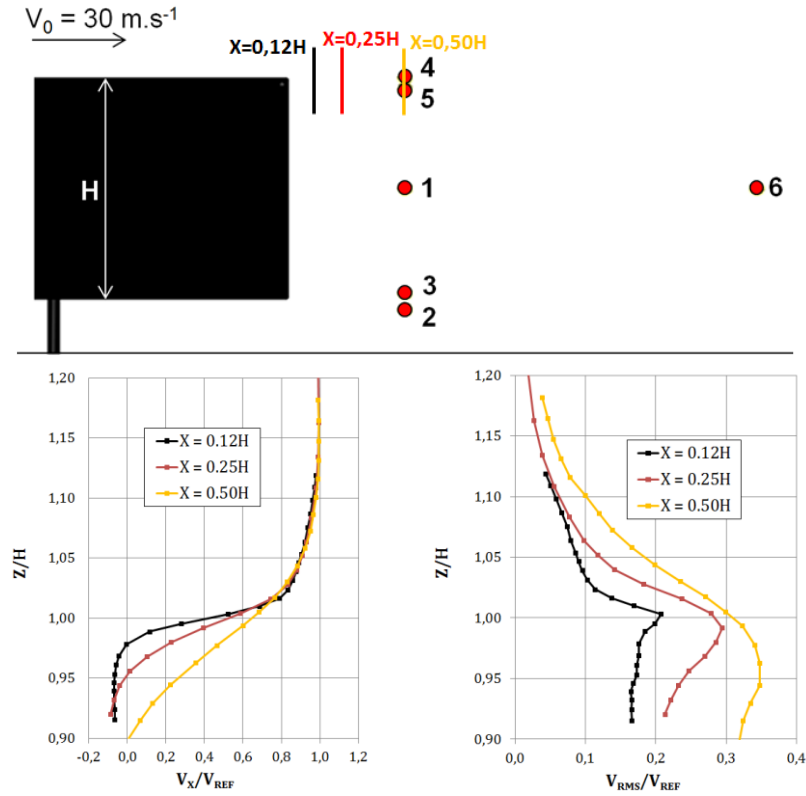 V₀ = 30 m.s⁻¹
X=0,12H X=0,25H X=0,50H
4
5
H
1
6
3
2
1,20
1,15
1,10
1,05
1,00
0,95
0,90
Z/H
X = 0.12H
X = 0.25H
X = 0.50H
-0,2 0,0 0,2 0,4 0,6 0,8 1,0 1,2
V_X/V_REF
1,20
1,15
1,10
1,05
1,00
0,95
0,90
Z/H
X = 0.12H
X = 0.25H
X = 0.50H
0,0 0,1 0,2 0,3 0,4
V_RMS/V_REF